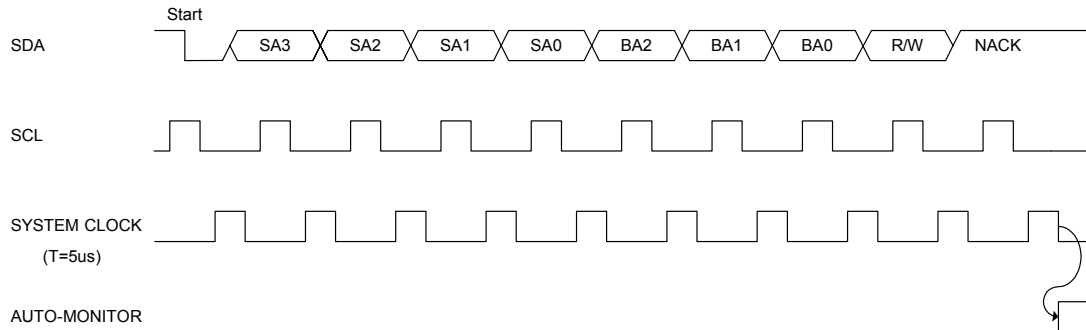 Start
SDA SA3 SA2 SA1 SA0 BA2 BA1 BA0 R/W NACK
SCL
SYSTEM CLOCK
(T=5us)
AUTO-MONITOR